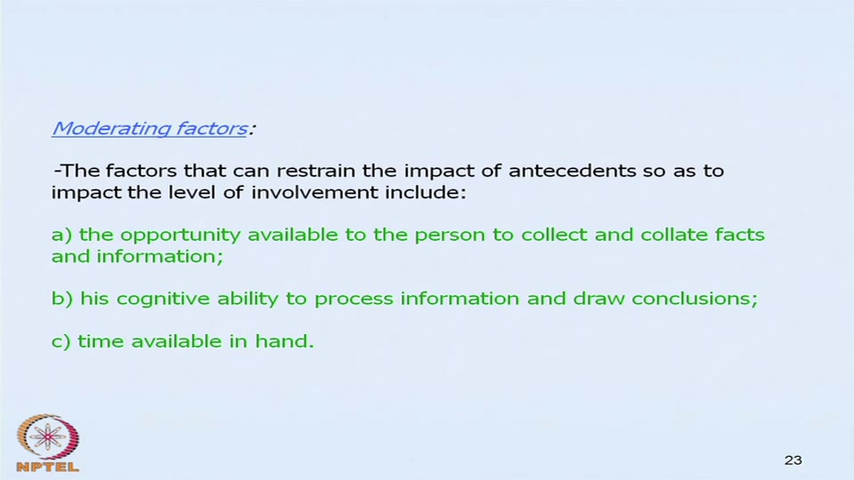 Moderating factors:
-The factors that can restrain the impact of antecedents so as to
impact the level of involvement include:
a) the opportunity available to the person to collect and collate facts
and information;
b) his cognitive ability to process information and draw conclusions;
c) time available in hand.
NPTEL
23